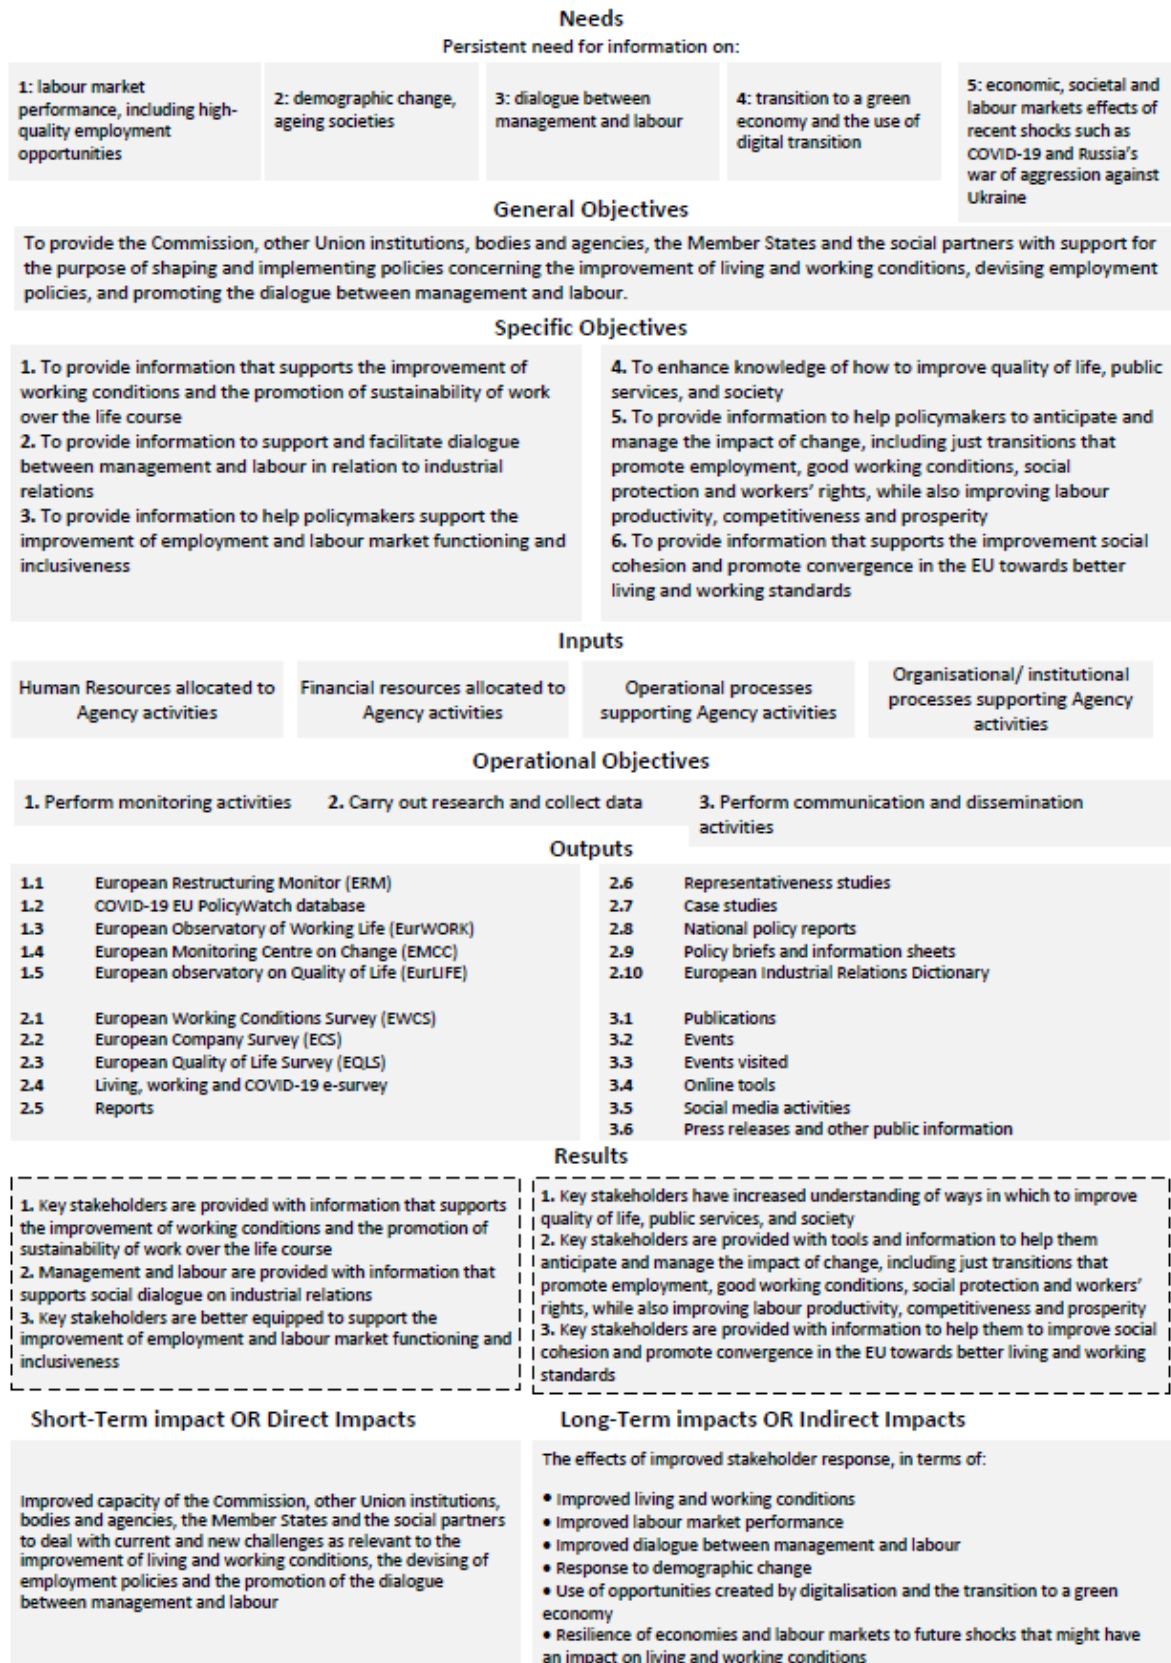 Needs
Persistent need for information on:
1: labour market
performance, including high-
quality employment
opportunities
2: demographic change,
ageing societies
3: dialogue between
management and labour
4: transition to a green
economy and the use of
digital transition
5: economic, societal and
labour markets effects of
recent shocks such as
COVID-19 and Russia's
war of aggression against
Ukraine
General Objectives
To provide the Commission, other Union institutions, bodies and agencies, the Member States and the social partners with support for
the purpose of shaping and implementing policies concerning the improvement of living and working conditions, devising employment
policies, and promoting the dialogue between management and labour.
Specific Objectives
1. To provide information that supports the improvement of
working conditions and the promotion of sustainability of work
over the life course
2. To provide information to support and facilitate dialogue
between management and labour in relation to industrial
relations
3. To provide information to help policymakers support the
improvement of employment and labour market functioning and
inclusiveness
4. To enhance knowledge of how to improve quality of life, public
services, and society
5. To provide information to help policymakers to anticipate and
manage the impact of change, including just transitions that
promote employment, good working conditions, social
protection and workers' rights, while also improving labour
productivity, competitiveness and prosperity
6. To provide information that supports the improvement social
cohesion and promote convergence in the EU towards better
living and working standards
Inputs
Human Resources allocated to
Agency activities
Financial resources allocated to
Agency activities
Operational processes
supporting Agency activities
Organisational/ institutional
processes supporting Agency
activities
Operational Objectives
1. Perform monitoring activities
2. Carry out research and collect data
3. Perform communication and dissemination
activities
Outputs
1.1 European Restructuring Monitor (ERM)
1.2 COVID-19 EU PolicyWatch database
1.3 European Observatory of Working Life (EurWORK)
1.4 European Monitoring Centre on Change (EMCC)
1.5 European observatory on Quality of Life (EurLIFE)
2.1 European Working Conditions Survey (EWCS)
2.2 European Company Survey (ECS)
2.3 European Quality of Life Survey (EQLS)
2.4 Living, working and COVID-19 e-survey
2.5 Reports
2.6 Representativeness studies
2.7 Case studies
2.8 National policy reports
2.9 Policy briefs and information sheets
2.10 European Industrial Relations Dictionary
3.1 Publications
3.2 Events
3.3 Events visited
3.4 Online tools
3.5 Social media activities
3.6 Press releases and other public information
Results
1. Key stakeholders are provided with information that supports
the improvement of working conditions and the promotion of
sustainability of work over the life course
2. Management and labour are provided with information that
supports social dialogue on industrial relations
3. Key stakeholders are better equipped to support the
improvement of employment and labour market functioning and
inclusiveness
1. Key stakeholders have increased understanding of ways in which to improve
quality of life, public services, and society
2. Key stakeholders are provided with tools and information to help them
anticipate and manage the impact of change, including just transitions that
promote employment, good working conditions, social protection and workers'
rights, while also improving labour productivity, competitiveness and prosperity
3. Key stakeholders are provided with information to help them to improve social
cohesion and promote convergence in the EU towards better living and working
standards
Short-Term impact OR Direct Impacts
Improved capacity of the Commission, other Union institutions,
bodies and agencies, the Member States and the social partners
to deal with current and new challenges as relevant to the
improvement of living and working conditions, the devising of
employment policies and the promotion of the dialogue
between management and labour
Long-Term impacts OR Indirect Impacts
The effects of improved stakeholder response, in terms of:
• Improved living and working conditions
• Improved labour market performance
• Improved dialogue between management and labour
• Response to demographic change
• Use of opportunities created by digitalisation and the transition to a green
economy
• Resilience of economies and labour markets to future shocks that might have
an impact on living and working conditions